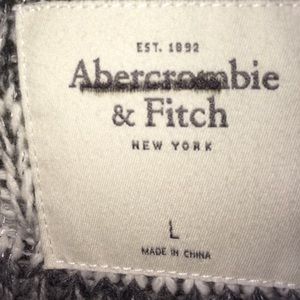 EST. 1892
Abercrombie
& Fitch
NEW YORK
L
MADE IN CHINA